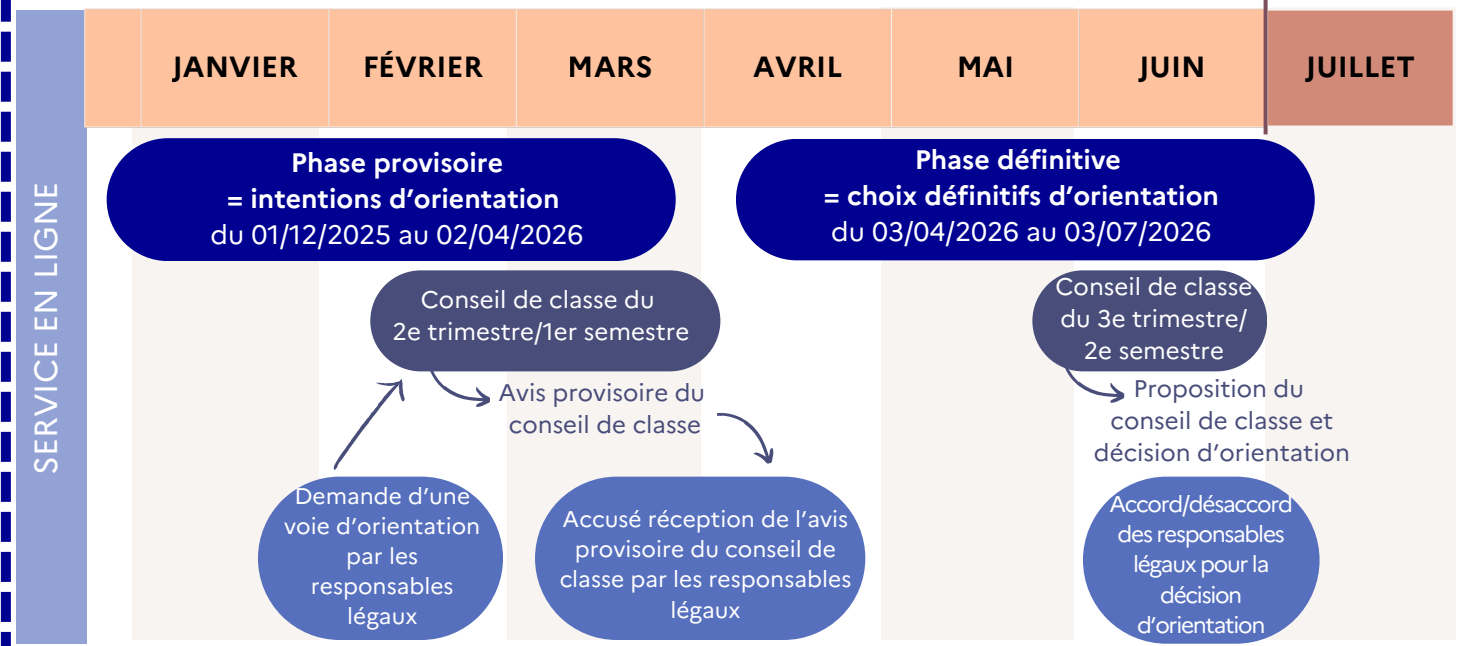 SERVICE EN LIGNE
JANVIER
FÉVRIER
MARS
AVRIL
MAI
JUIN
JUILLET
Phase provisoire
= intentions d'orientation
du 01/12/2025 au 02/04/2026
Phase définitive
= choix définitifs d'orientation
du 03/04/2026 au 03/07/2026
Conseil de classe du
2e trimestre/1er semestre
Conseil de classe
du 3e trimestre/
2e semestre
Avis provisoire du
conseil de classe
Proposition du
conseil de classe et
décision d'orientation
Demande d'une
voie d'orientation
par les
responsables
légaux
Accusé réception de l'avis
provisoire du conseil de
classe par les responsables
légaux
Accord/désaccord
des responsables
légaux pour la
décision
d'orientation